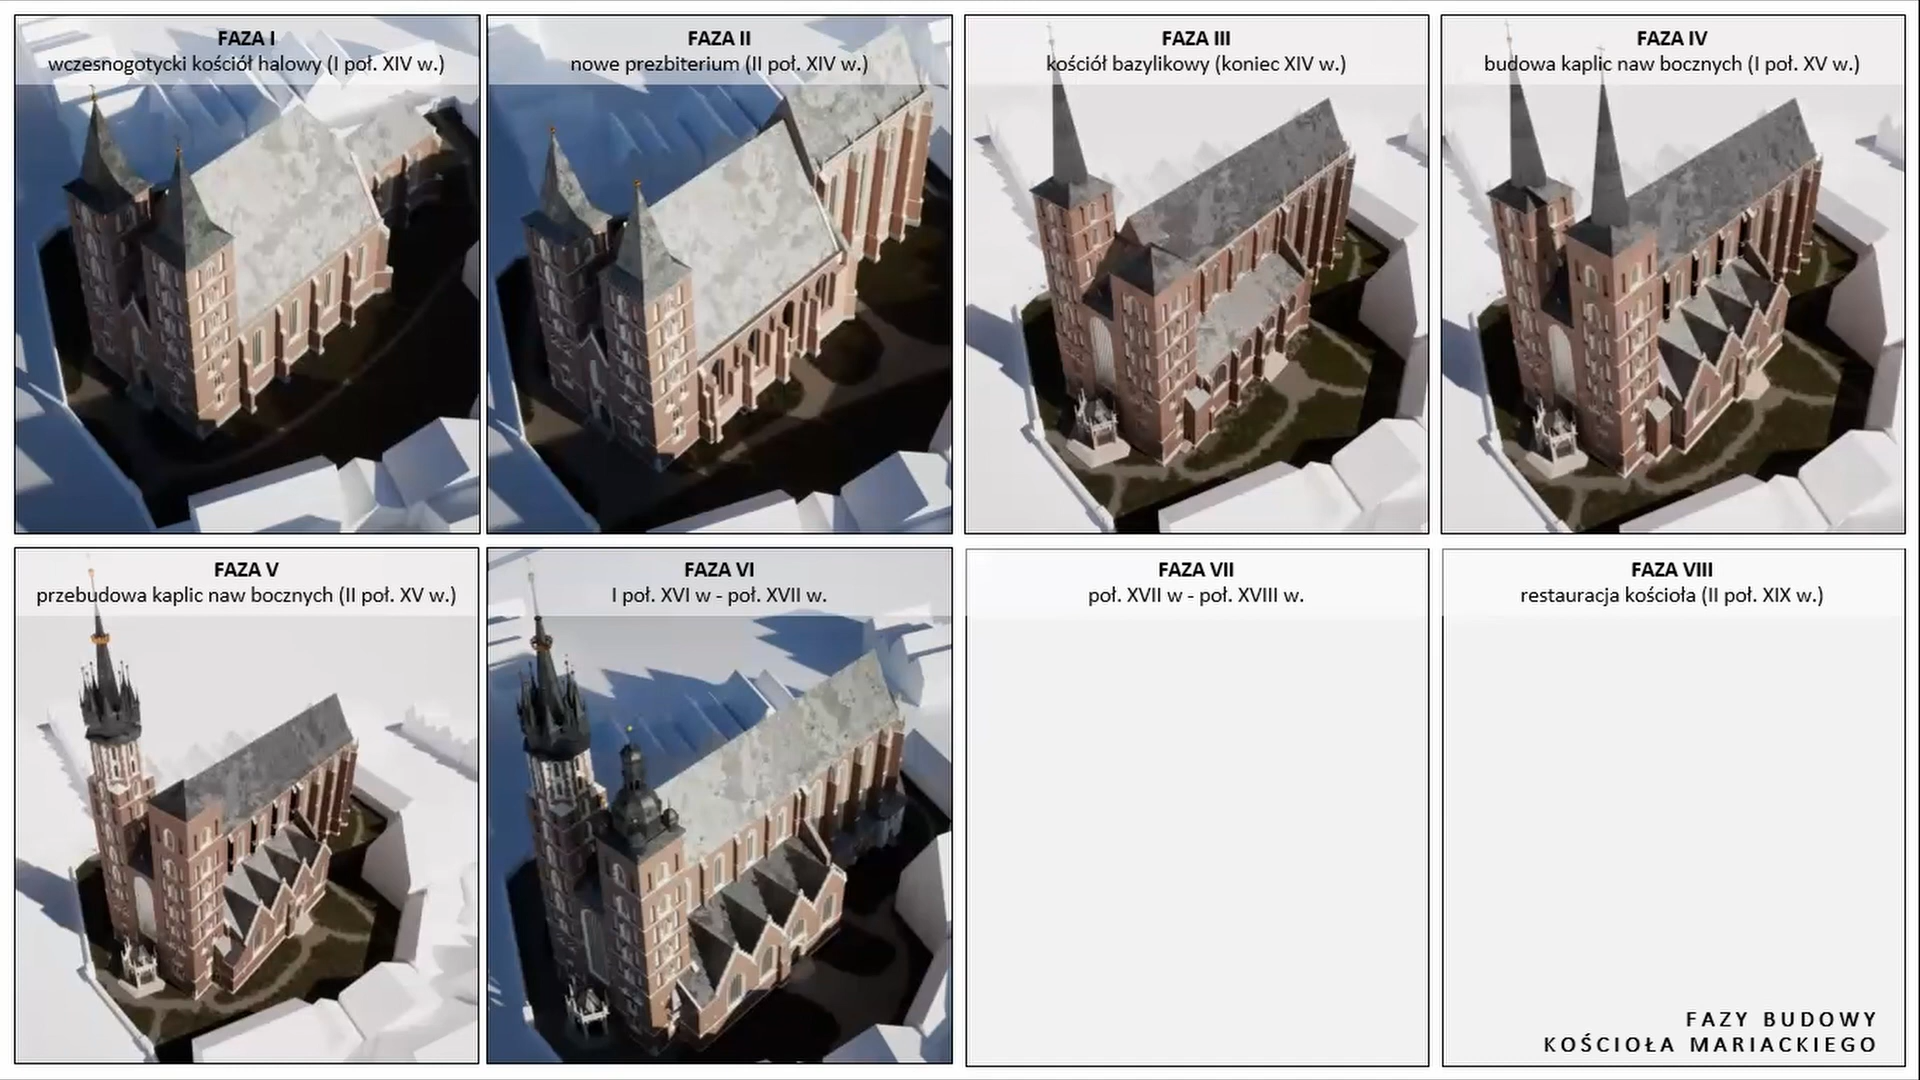 FAZA I
wczesnogotycki kościół halowy (I poł. XIV w.)
FAZA II
nowe prezbiterium (II poł. XIV w.)
FAZA III
kościół bazylikowy (koniec XIV w.)
FAZA IV
budowa kaplic naw bocznych (I poł. XV w.)
FAZA V
przebudowa kaplic naw bocznych (II poł. XV w.)
FAZA VI
I poł. XVI w - poł. XVII w.
FAZA VII
poł. XVII w - poł. XVIII w.
FAZA VIII
restauracja kościoła (II poł. XIX w.)
FAZY BUDOWY
KOŚCIOŁA MARIACKIEGO